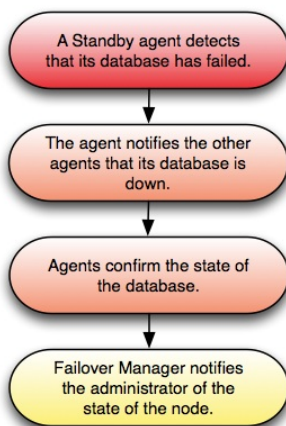 A Standby agent detects
that its database has failed.
The agent notifies the other
agents that its database is
down.
Agents confirm the state of
the database.
Failover Manager notifies
the administrator of the
state of the node.